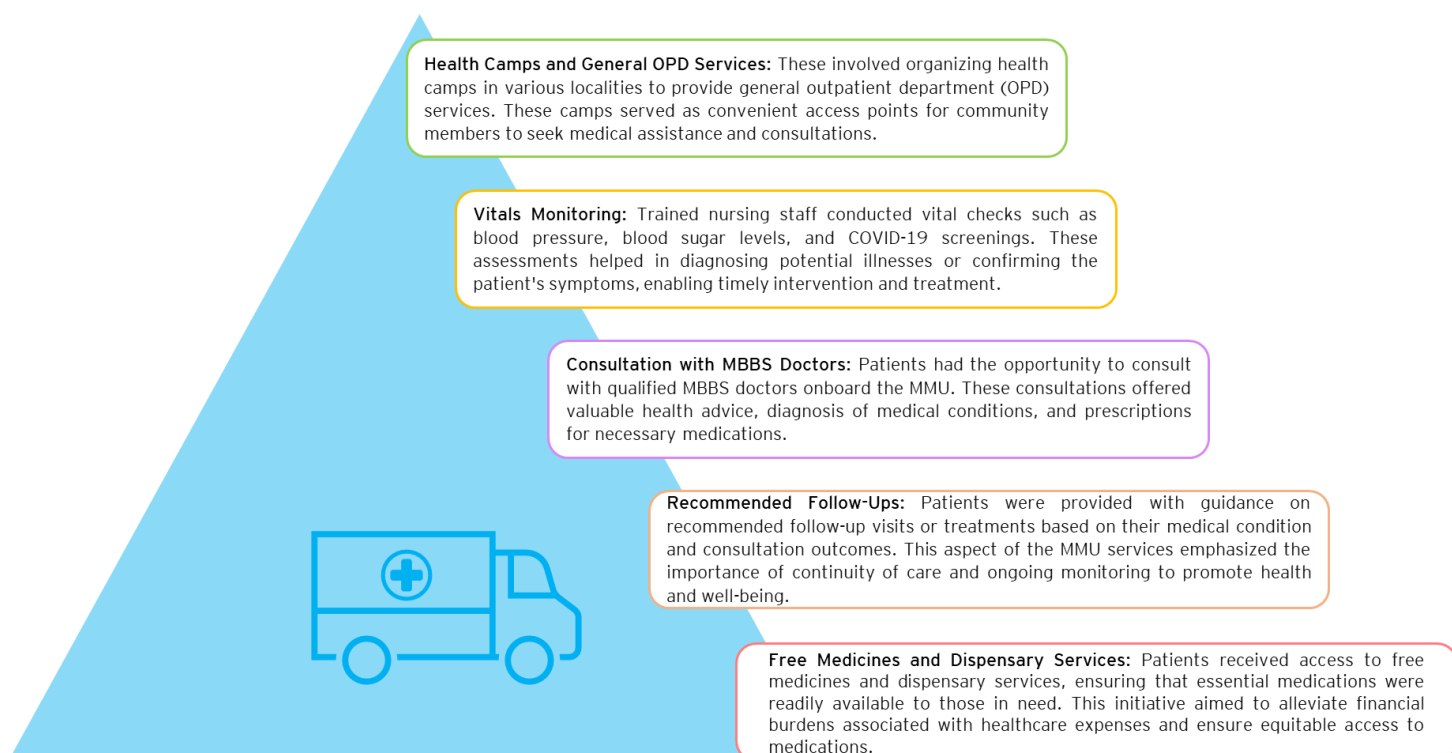 Health Camps and General OPD Services: These involved organizing health
camps in various localities to provide general outpatient department (OPD)
services. These camps served as convenient access points for community
members to seek medical assistance and consultations.
Vitals Monitoring: Trained nursing staff conducted vital checks such as
blood pressure, blood sugar levels, and COVID-19 screenings. These
assessments helped in diagnosing potential illnesses or confirming the
patient's symptoms, enabling timely intervention and treatment.
Consultation with MBBS Doctors: Patients had the opportunity to consult
with qualified MBBS doctors onboard the MMU. These consultations offered
valuable health advice, diagnosis of medical conditions, and prescriptions
for necessary medications.
Recommended Follow-Ups: Patients were provided with guidance on
recommended follow-up visits or treatments based on their medical condition
and consultation outcomes. This aspect of the MMU services emphasized the
importance of continuity of care and ongoing monitoring to promote health
and well-being.
Free Medicines and Dispensary Services: Patients received access to free
medicines and dispensary services, ensuring that essential medications were
readily available to those in need. This initiative aimed to alleviate financial
burdens associated with healthcare expenses and ensure equitable access to
medications.